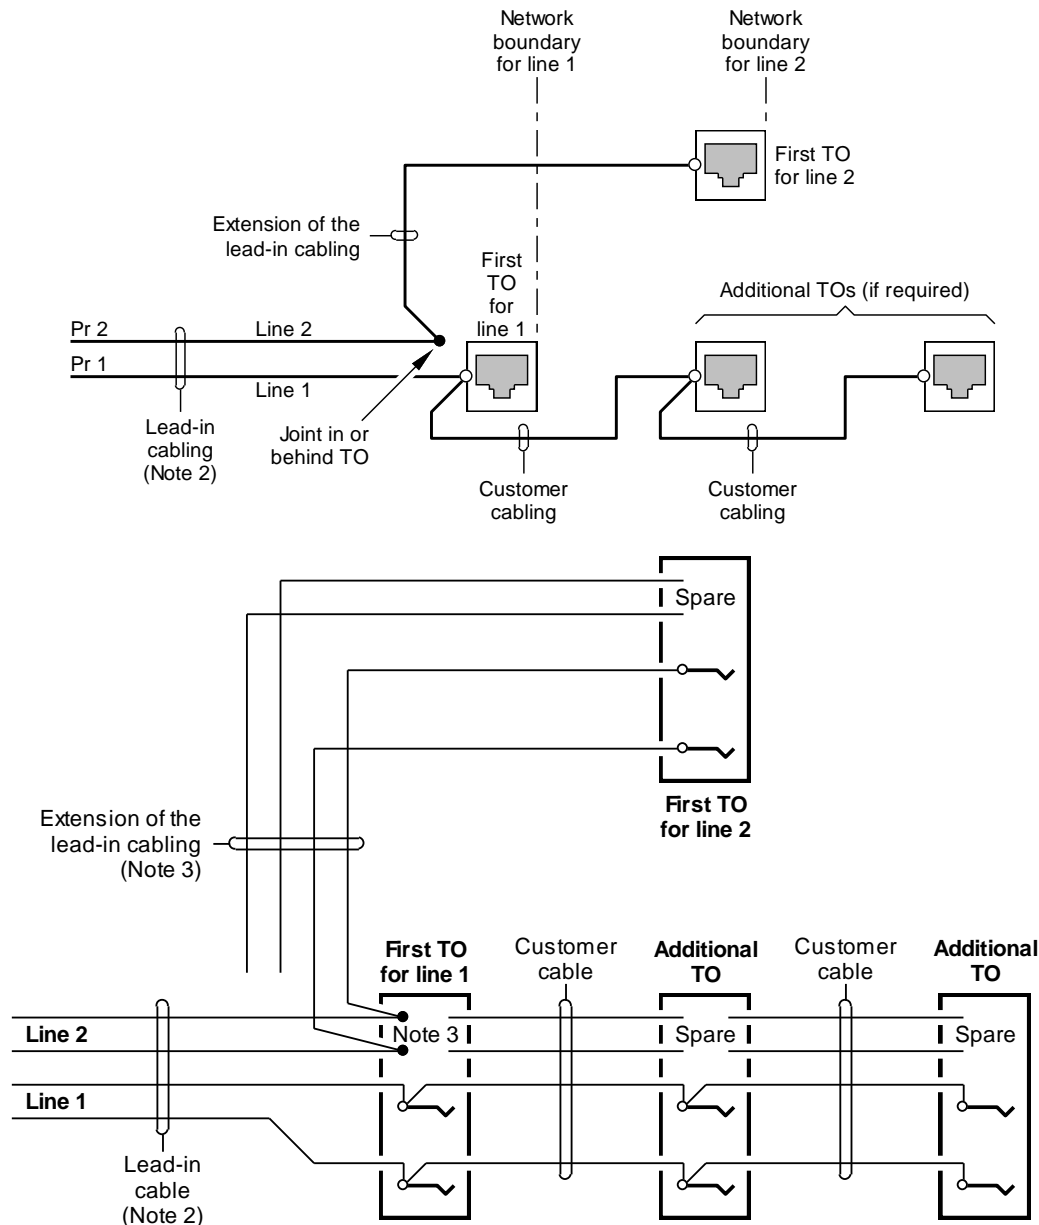 Network
boundary
for line 1
Network
boundary
for line 2
First TO
for line 2
Extension of the
lead-in cabling
First
TO
for
line 1
Additional TOs (if required)
Pr 2
Line 2
Pr 1
Line 1
Lead-in
cabling
(Note 2)
Joint in or
behind TO
Customer
cabling
Customer
cabling
Spare
First TO
for line 2
Extension of the
lead-in cabling
(Note 3)
First TO
for line 1
Customer
cable
Additional
TO
Customer
cable
Additional
TO
Line 2
Note 3
Spare
Spare
Line 1
Lead-in
cable
(Note 2)